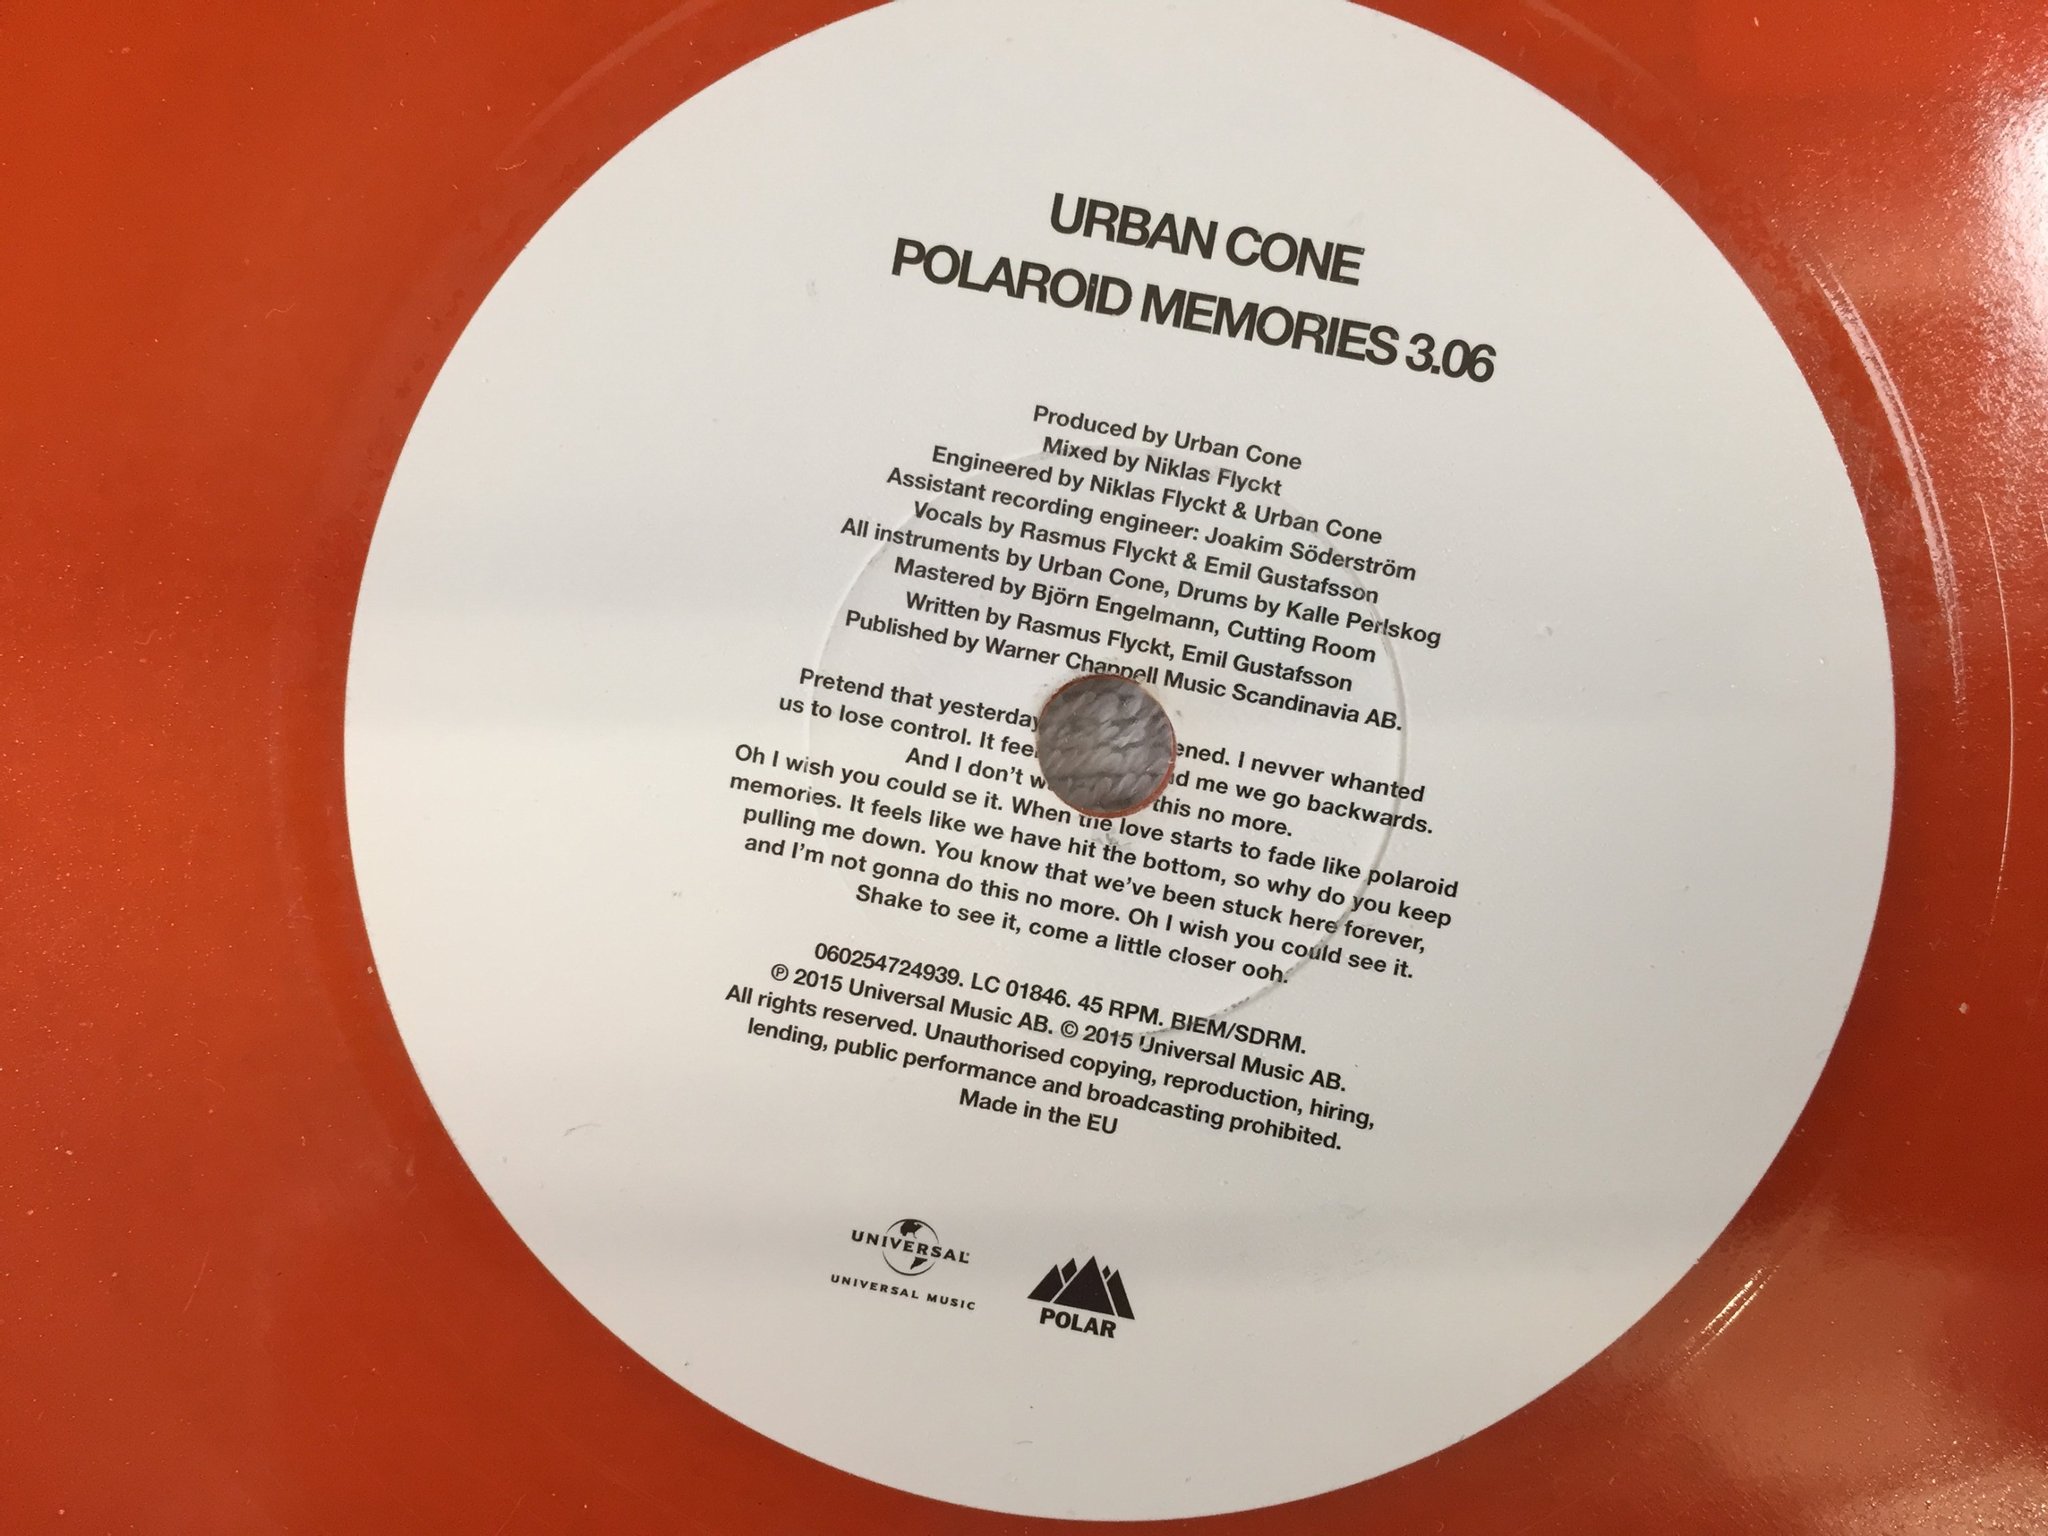 URBAN CONE
POLAROID MEMORIES 3.06
Produced by Urban Cone
Mixed by Niklas Flyckt
Engineered by Niklas Flyckt & Urban Cone
Assistant recording engineer: Joakim Söderström
Vocals by Rasmus Flyckt & Emil Gustafsson
All instruments by Urban Cone, Drums by Kalle Perlskog
Mastered by Björn Engelmann, Cutting Room
Written by Rasmus Flyckt, Emil Gustafsson
Published by Warner Chappell Music Scandinavia AB.
Pretend that yesterday ened. I nevver whanted
us to lose control. It fee d me we go backwards.
And I don't w this no more.
Oh I wish you could se it. When the love starts to fade like polaroid
memories. It feels like we have hit the bottom, so why do you keep
pulling me down. You know that we've been stuck here forever,
and I'm not gonna do this no more. Oh I wish you could see it.
Shake to see it, come a little closer ooh.
060254724939. LC 01846. 45 RPM. BIEM/SDRM.
℗ 2015 Universal Music AB. © 2015 Universal Music AB.
All rights reserved. Unauthorised copying, reproduction, hiring,
lending, public performance and broadcasting prohibited.
Made in the EU
UNIVERSAL
UNIVERSAL MUSIC
POLAR